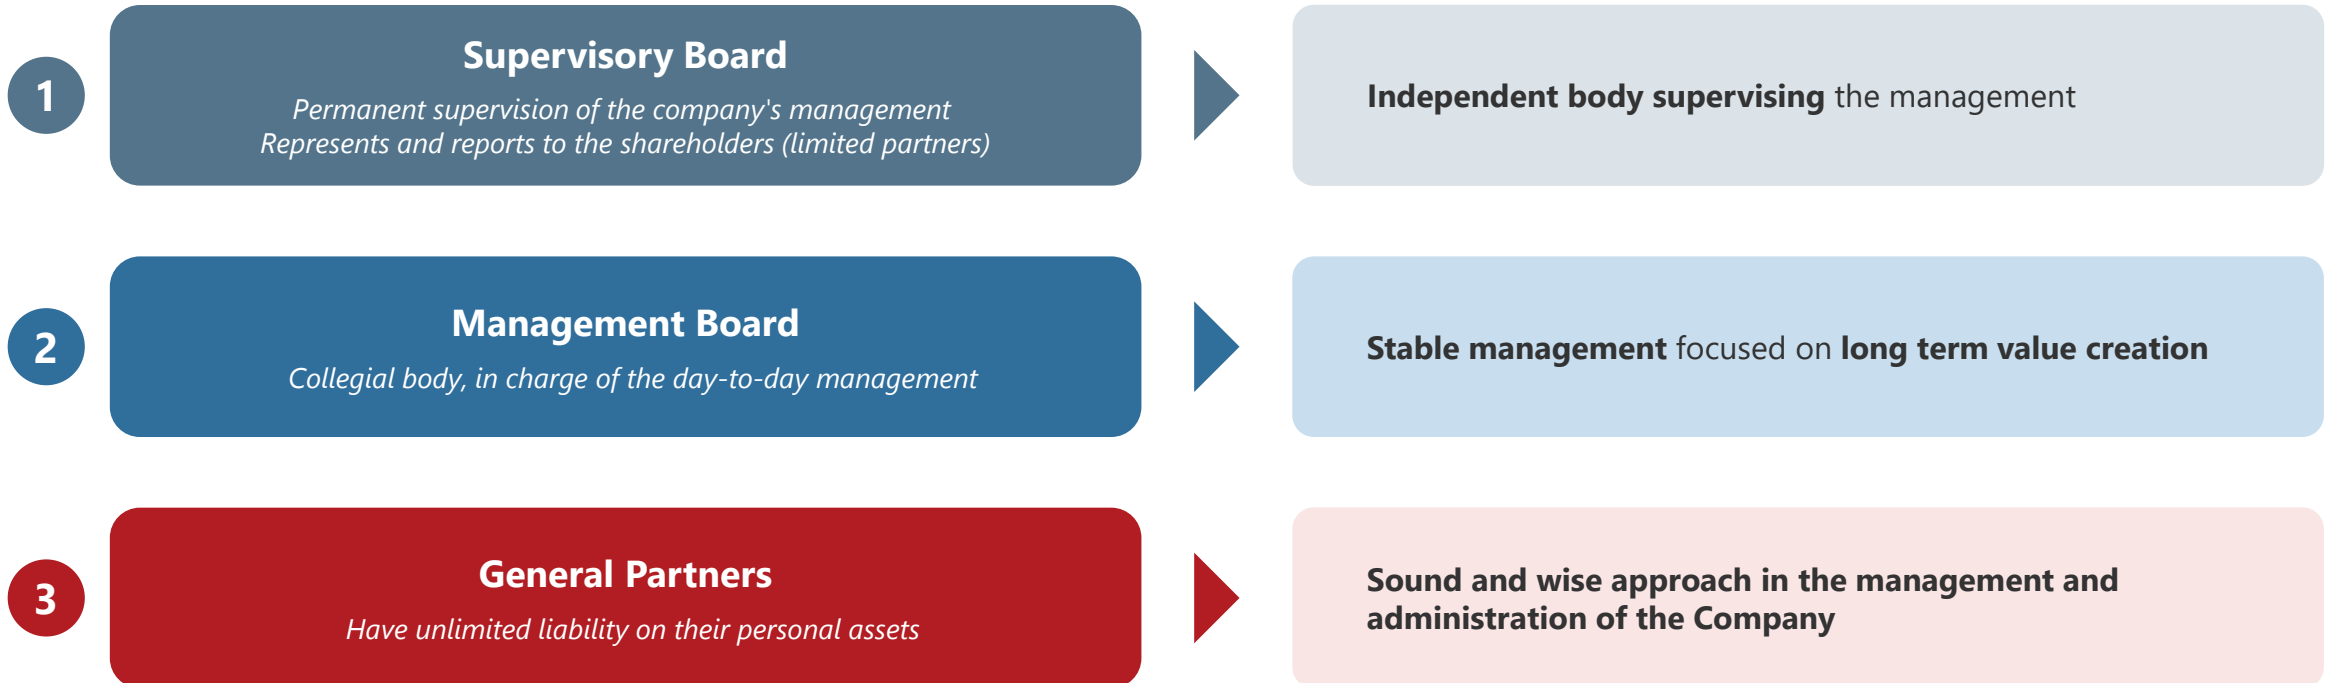 1
Supervisory Board
Permanent supervision of the company's management
Represents and reports to the shareholders (limited partners)
Independent body supervising the management
2
Management Board
Collegial body, in charge of the day-to-day management
Stable management focused on long term value creation
3
General Partners
Have unlimited liability on their personal assets
Sound and wise approach in the management and
administration of the Company